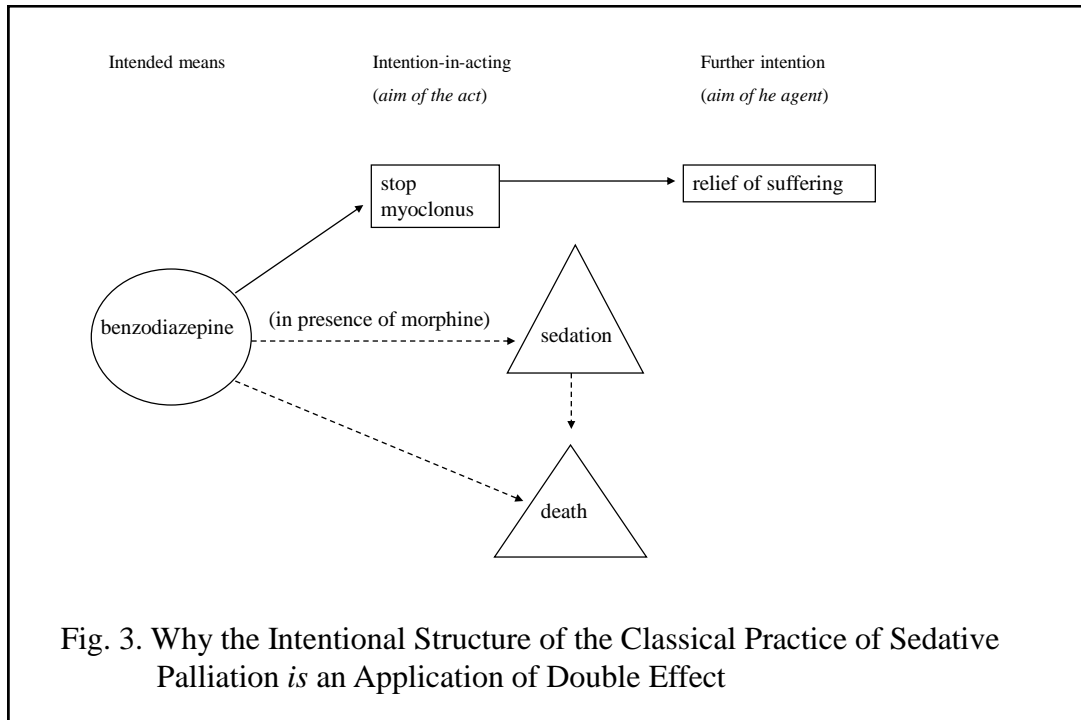 Intended means
Intention-in-acting
(aim of the act)
Further intention
(aim of he agent)
stop
myoclonus
relief of suffering
benzodiazepine
(in presence of morphine)
sedation
death
Fig. 3. Why the Intentional Structure of the Classical Practice of Sedative
Palliation is an Application of Double Effect